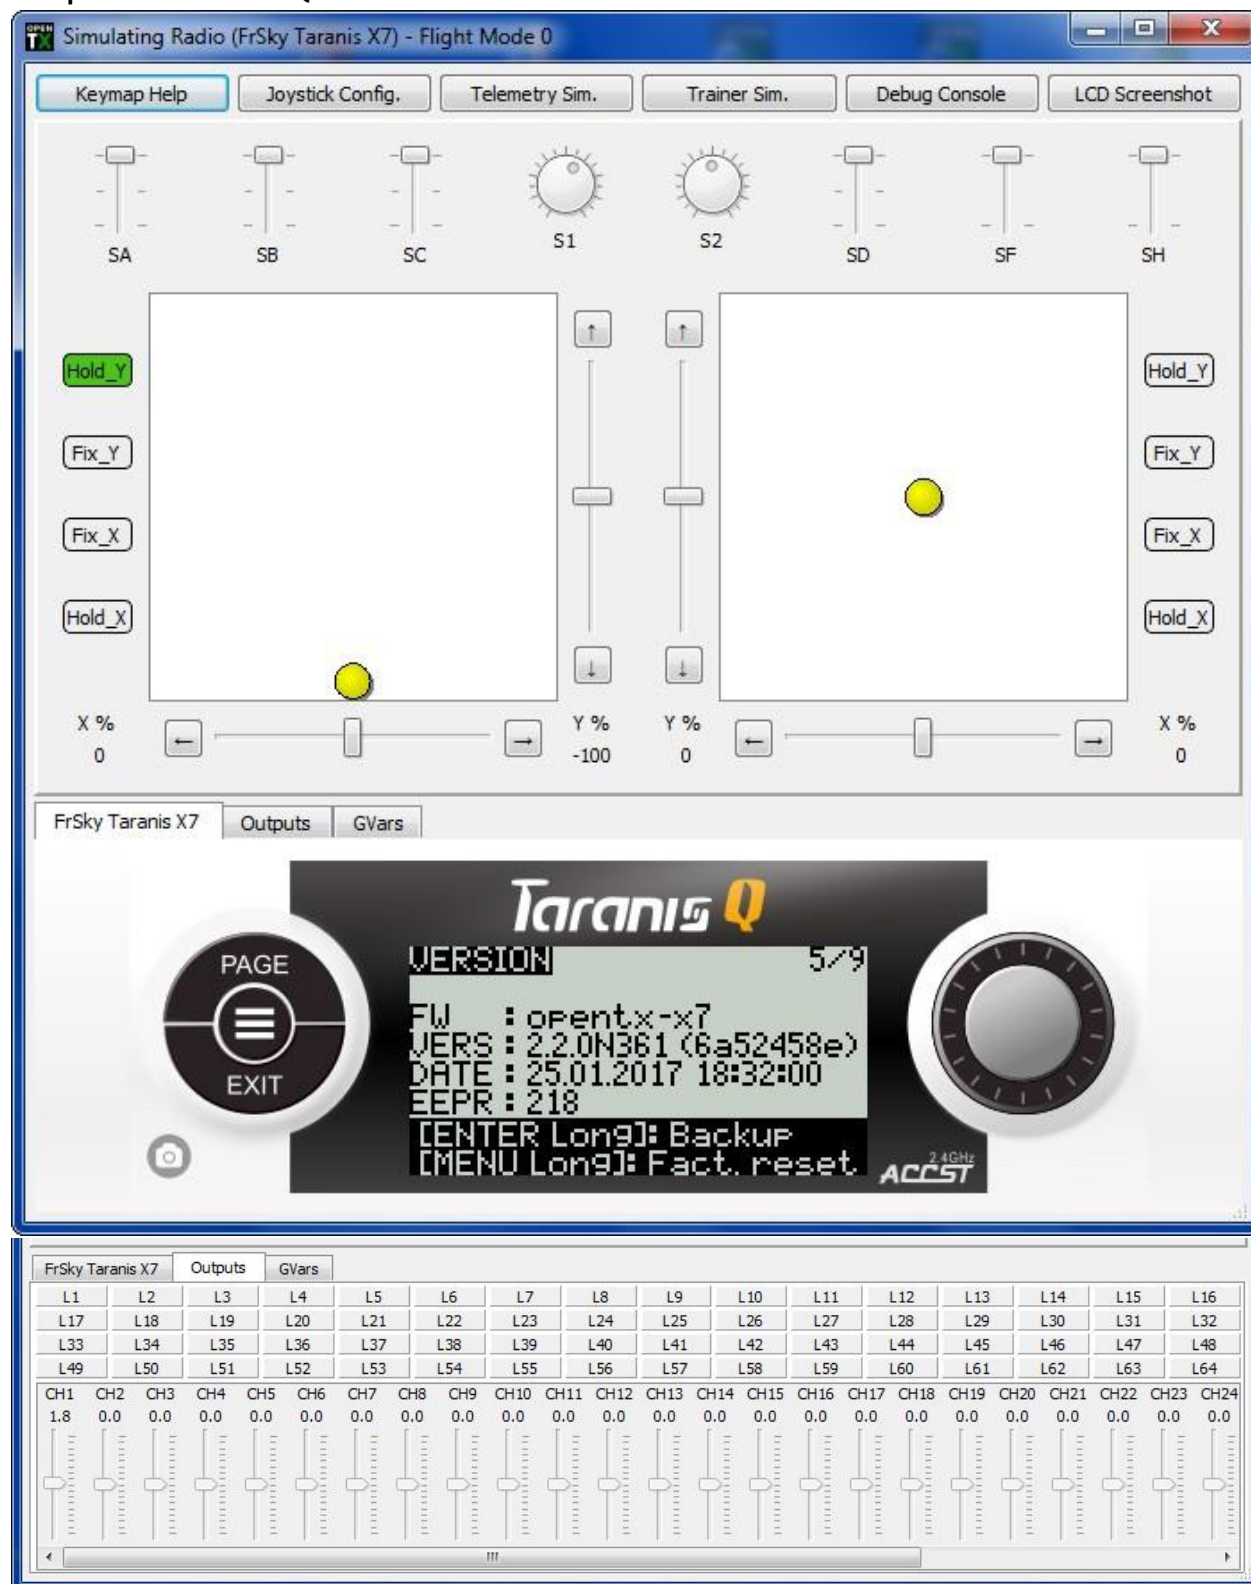 OPEN TX Simulating Radio (FrSky Taranis X7) - Flight Mode 0
Keymap Help Joystick Config. Telemetry Sim. Trainer Sim. Debug Console LCD Screenshot
SA SB SC S1 S2 SD SF SH
Hold_Y Hold_Y
Fix_Y Fix_Y
Fix_X Fix_X
Hold_X Hold_X
X % Y % Y % X %
0 -100 0 0
FrSky Taranis X7 Outputs GVars
Taranis Q
PAGE
EXIT
VERSION 5/9
FW : opentx-x7
VERS : 2.2.0N361 (6a52458e)
DATE : 25.01.2017 18:32:00
EEPR : 218
[ENTER Long]: Backup
[MENU Long]: Fact. reset
2.4GHz
ACCST
FrSky Taranis X7 Outputs GVars
L1 L2 L3 L4 L5 L6 L7 L8 L9 L10 L11 L12 L13 L14 L15 L16
L17 L18 L19 L20 L21 L22 L23 L24 L25 L26 L27 L28 L29 L30 L31 L32
L33 L34 L35 L36 L37 L38 L39 L40 L41 L42 L43 L44 L45 L46 L47 L48
L49 L50 L51 L52 L53 L54 L55 L56 L57 L58 L59 L60 L61 L62 L63 L64
CH1 CH2 CH3 CH4 CH5 CH6 CH7 CH8 CH9 CH10 CH11 CH12 CH13 CH14 CH15 CH16 CH17 CH18 CH19 CH20 CH21 CH22 CH23 CH24
1.8 0.0 0.0 0.0 0.0 0.0 0.0 0.0 0.0 0.0 0.0 0.0 0.0 0.0 0.0 0.0 0.0 0.0 0.0 0.0 0.0 0.0 0.0 0.0